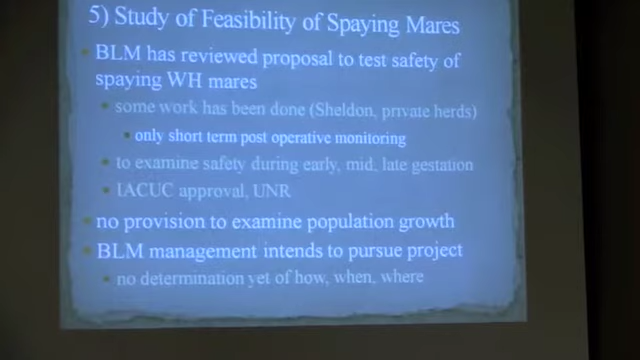 5) Study of Feasibility of Spaying Mares
BLM has reviewed proposal to test safety of
spaying WH mares
some work has been done (Sheldon, private herds)
only short term post operative monitoring
to examine safety during early, mid, late gestation
IACUC approval, UNR
no provision to examine population growth
BLM management intends to pursue project
no determination yet of how, when, where